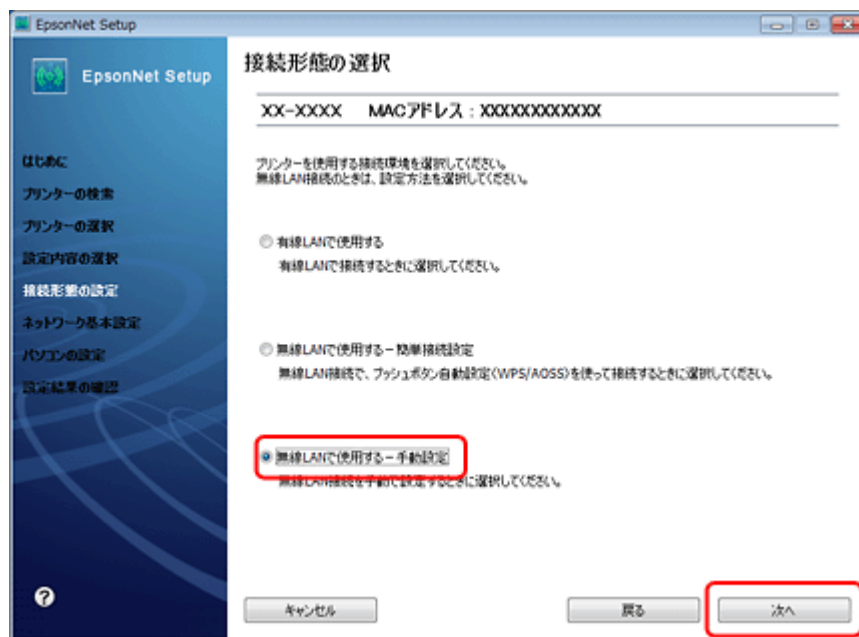 EpsonNet Setup
EpsonNet Setup
はじめに
プリンターの検索
プリンターの選択
設定内容の選択
接続形態の設定
ネットワーク基本設定
パソコンの設定
設定結果の確認
接続形態の選択
XX-XXXX MACアドレス:XXXXXXXXXXXX
プリンターを使用する接続環境を選択してください。
無線LAN接続のときは、設定方法を選択してください。
有線LANで使用する
有線LANで接続するときに選択してください。
無線LANで使用する-簡単接続設定
無線LAN接続で、プッシュボタン自動設定(WPS/AOSS)を使って接続するときに選択してください。
無線LANで使用する-手動設定
無線LAN接続を手動で設定するときに選択してください。
?
キャンセル
戻る
次へ